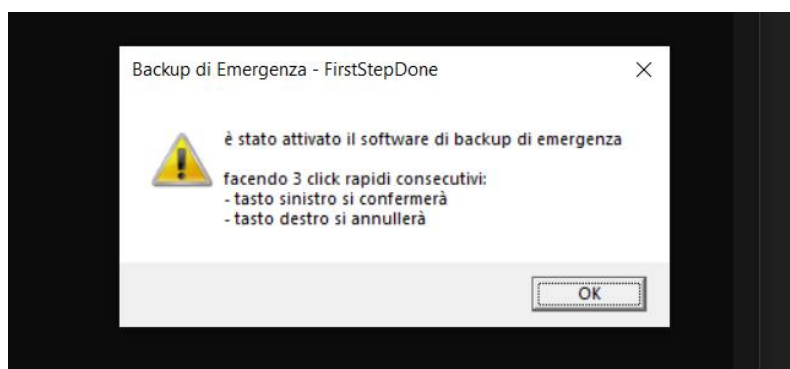 Backup di Emergenza - FirstStepDone
è stato attivato il software di backup di emergenza
facendo 3 click rapidi consecutivi:
- tasto sinistro si confermerà
- tasto destro si annullerà
OK